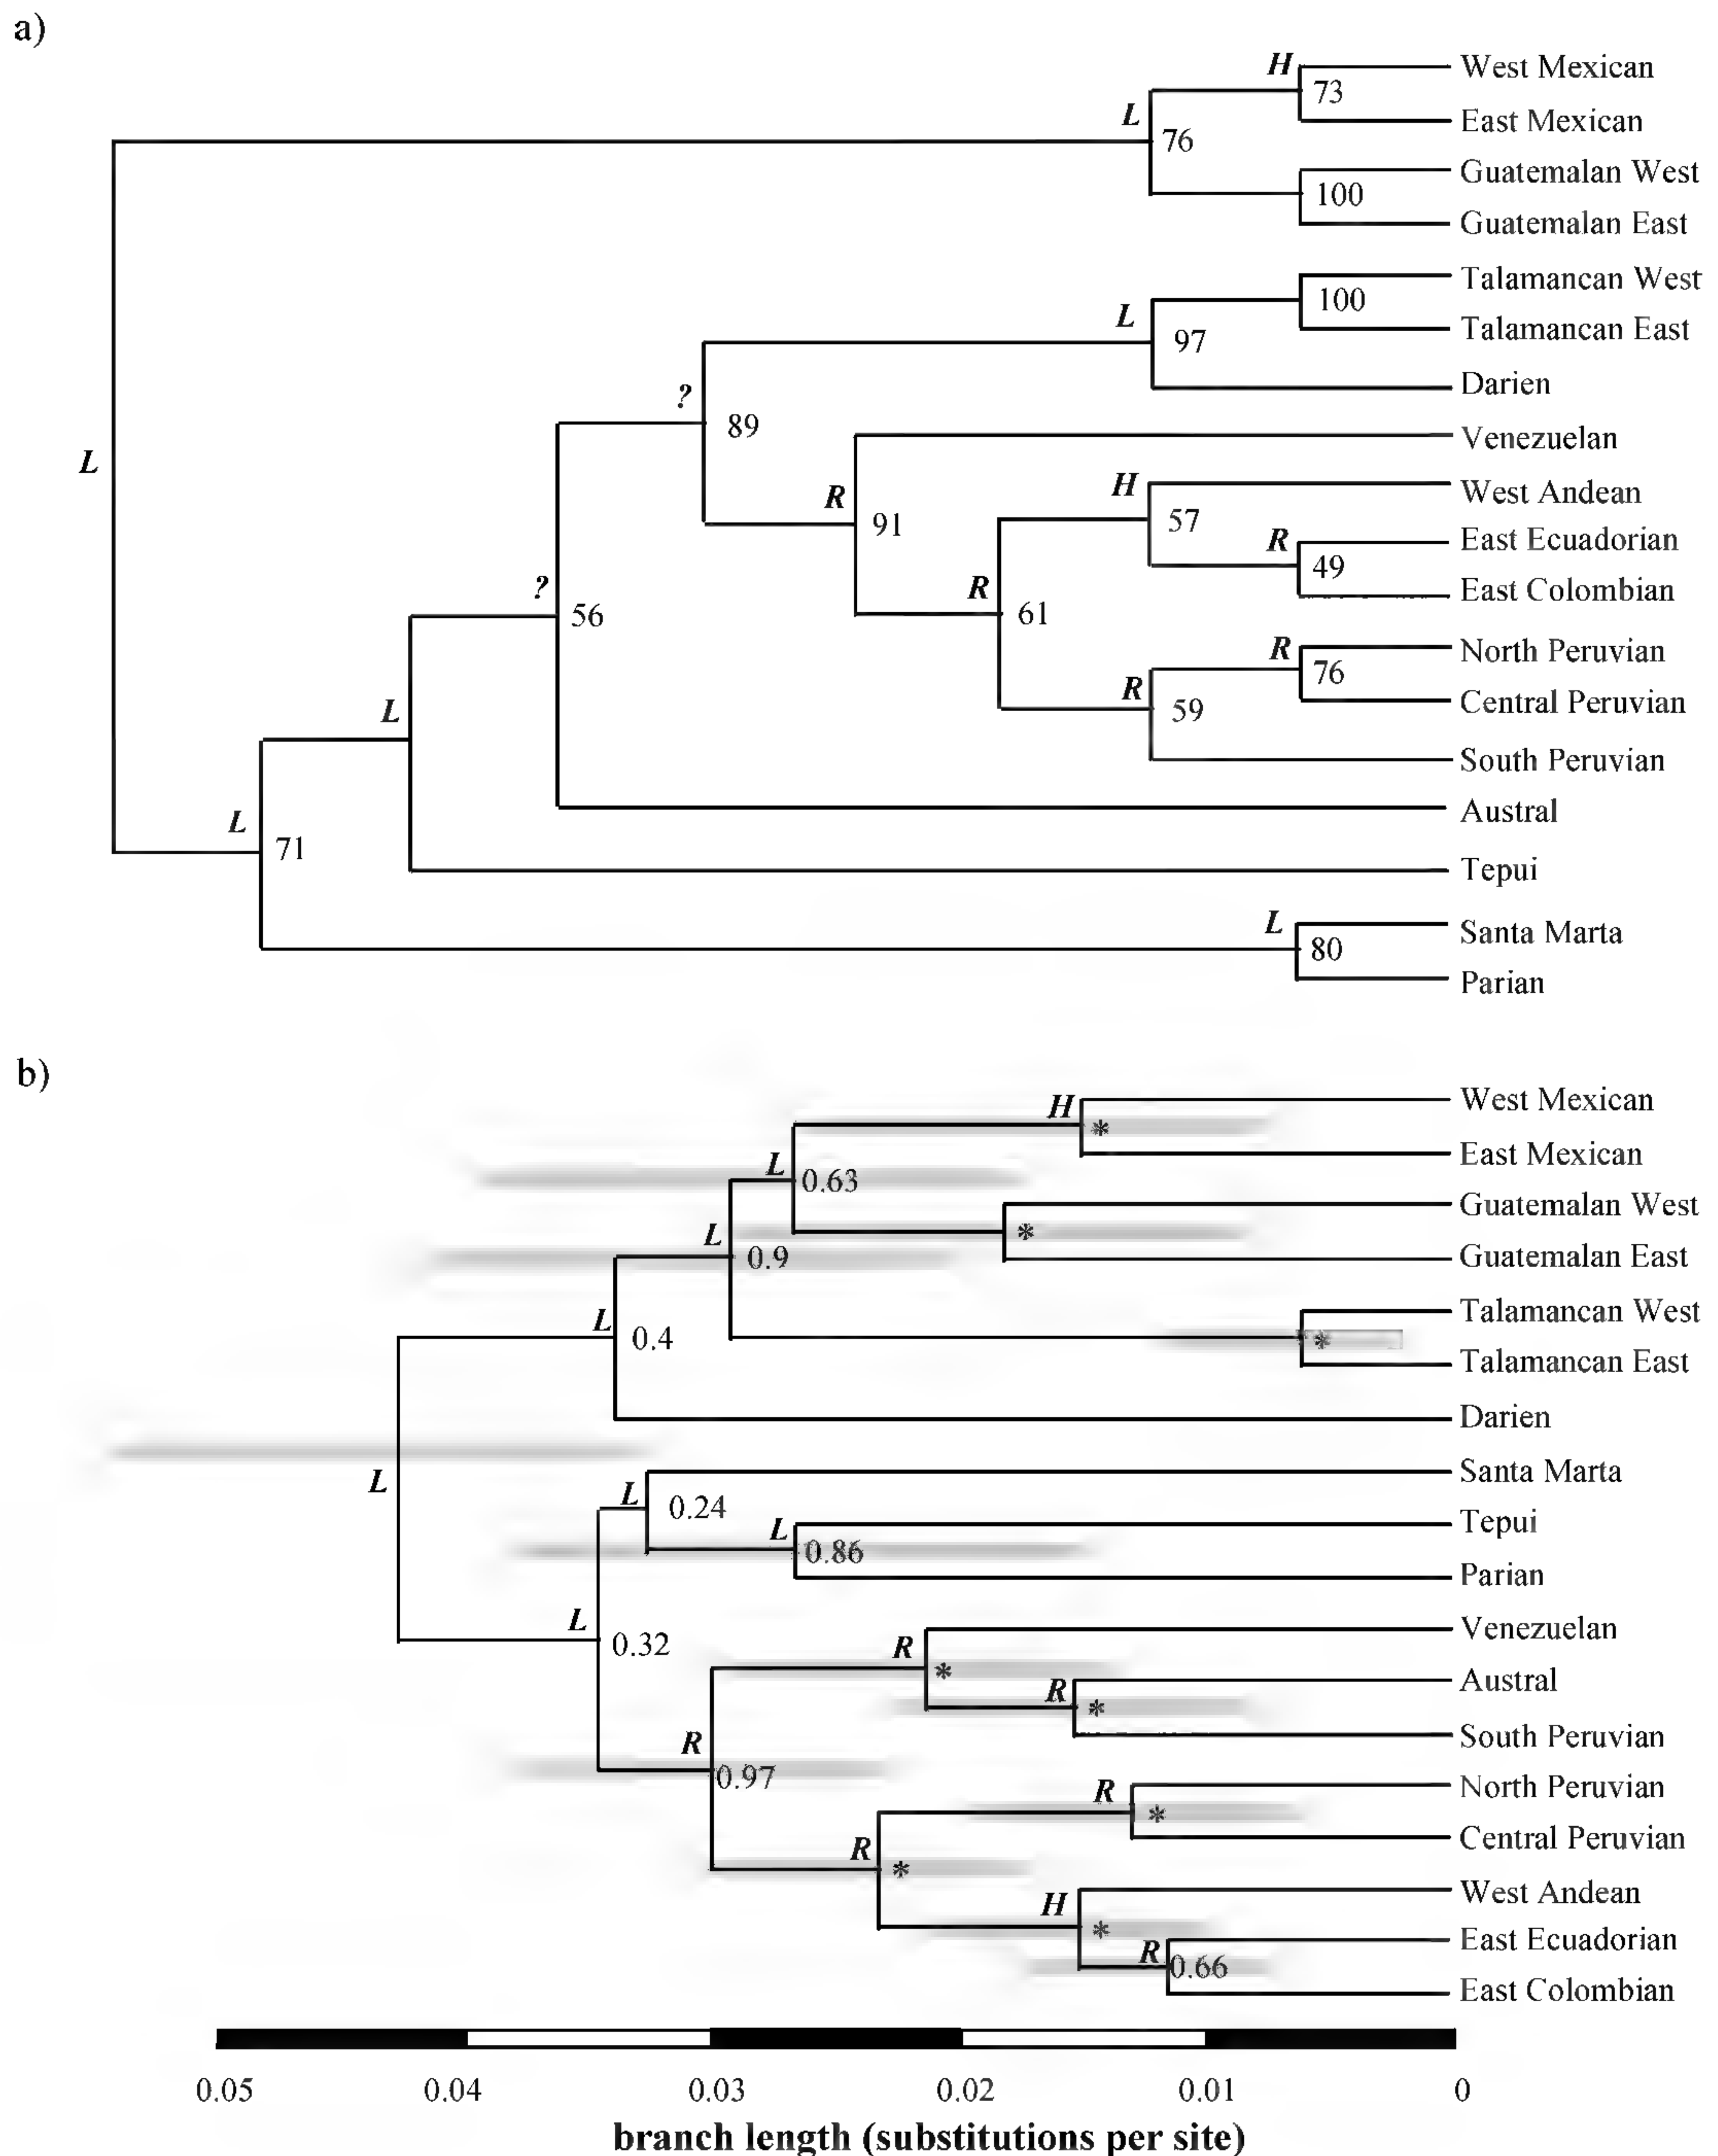 a)
H West Mexican
73
L East Mexican
76
Guatemalan West
100
Guatemalan East
Talamancan West
100
L Talamancan East
97
Darien
?
89 Venezuelan
L
H West Andean
R 91 57
R East Ecuadorian
49
? R East Colombian
56 61
R North Peruvian
76
R Central Peruvian
59
L South Peruvian
Austral
L
71 Tepui
L Santa Marta
80
Parian
b)
H West Mexican
*
East Mexican
L 0.63
Guatemalan West
L *
0.9 Guatemalan East
L Talamancan West
0.4 *
Talamancan East
Darien
L Santa Marta
L 0.24
L Tepui
0.86
Parian
L Venezuelan
0.32 R
* Austral
R *
R South Peruvian
0.97 R North Peruvian
*
R Central Peruvian
*
H West Andean
*
R East Ecuadorian
0.66
East Colombian
0.05 0.04 0.03 0.02 0.01 0
branch length (substitutions per site)